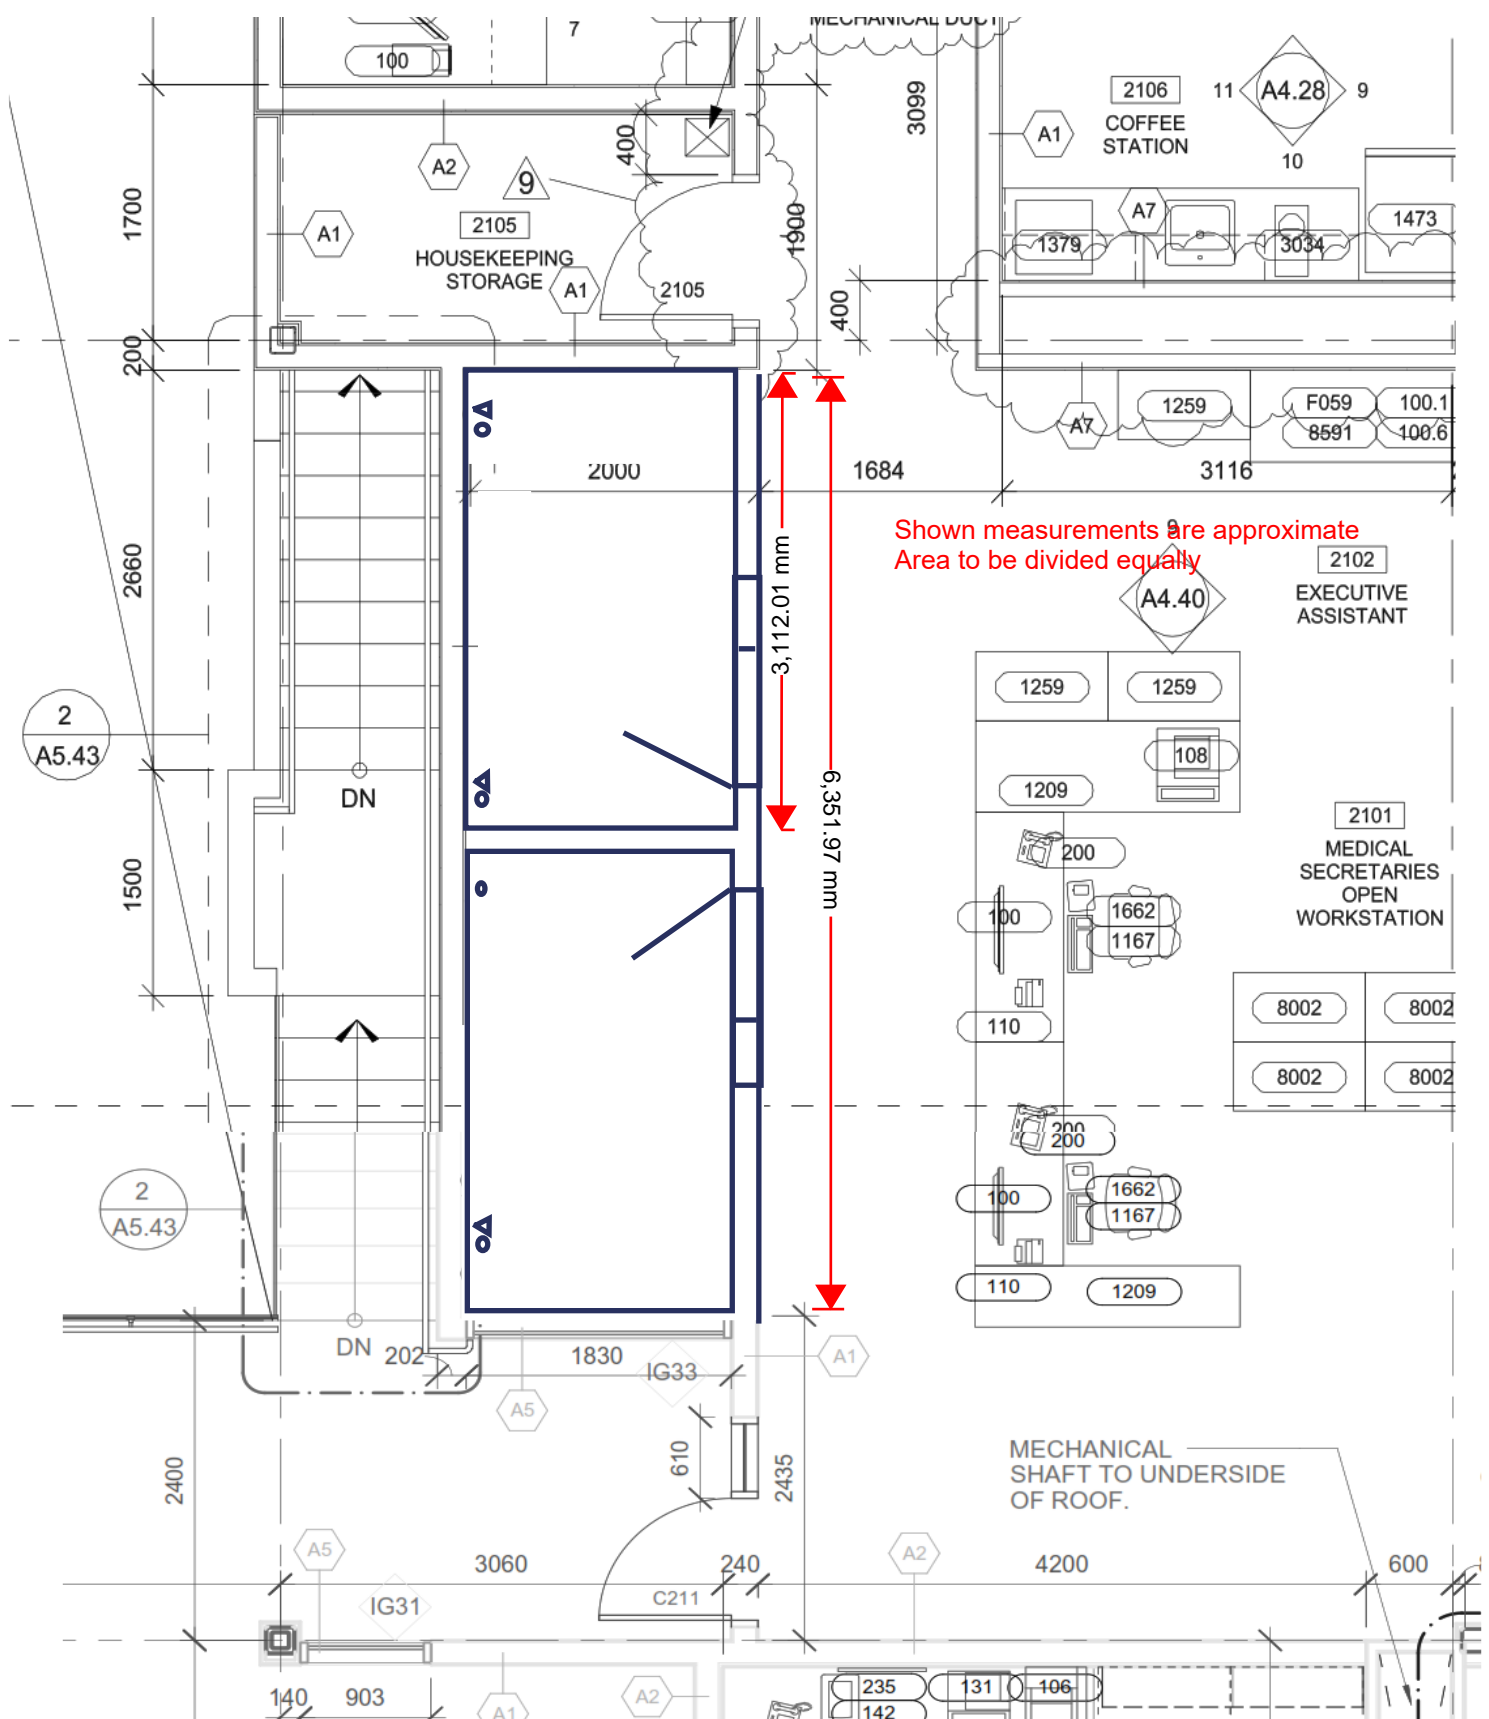 MECHANICAL DUCT
7
100
2106
COFFEE
STATION
11
A4.28
9
10
3099
A1
A2
400
9
1700
A1
2105
HOUSEKEEPING
STORAGE
A1
2105
1900
A7
1473
1379
3034
400
200
1259
F059
100.1
A7
8591
100.6
2000
1684
3116
Shown measurements are approximate
Area to be divided equally
9
2102
EXECUTIVE
ASSISTANT
A4.40
2660
3,112.01 mm
1259
1259
2
A5.43
108
DN
1209
6,351.97 mm
2101
MEDICAL
SECRETARIES
OPEN
WORKSTATION
200
1500
100
1662
1167
8002
8002
110
8002
8002
200
200
2
A5.43
100
1662
1167
110
1209
DN
202
1830
IG33
A1
A5
610
2435
2400
MECHANICAL
SHAFT TO UNDERSIDE
OF ROOF.
A5
3060
240
A2
4200
600
C211
IG31
140
903
A1
A2
235
131
106
142